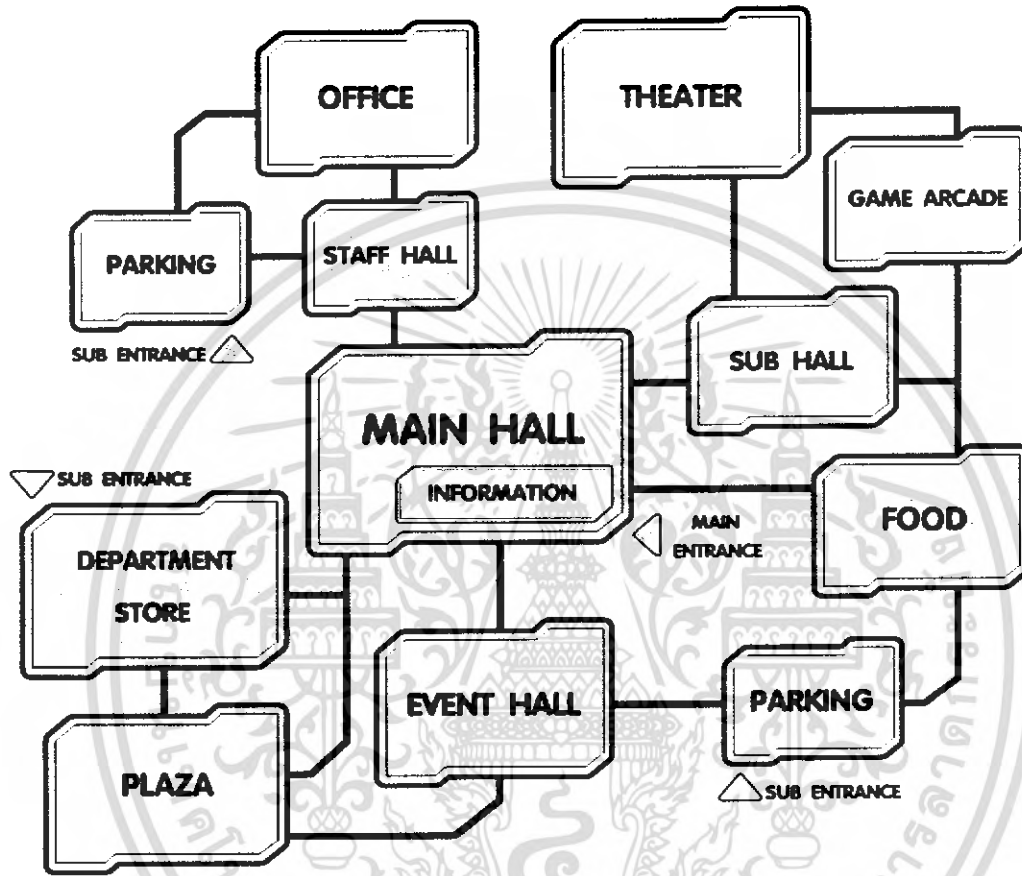 OFFICE
THEATER
GAME ARCADE
PARKING
STAFF HALL
SUB ENTRANCE
SUB HALL
MAIN HALL
INFORMATION
SUB ENTRANCE
MAIN
ENTRANCE
FOOD
DEPARTMENT
STORE
EVENT HALL
PARKING
PLAZA
SUB ENTRANCE